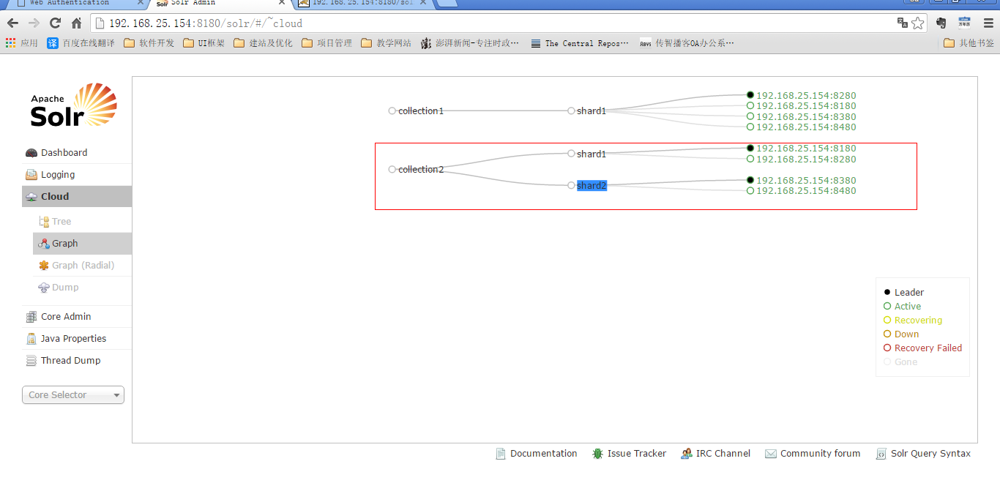 Web Authentication
Solr Admin
192.168.25.154:8180/sol
192.168.25.154:8180/solr/#/~cloud
应用
译 百度在线翻译
软件开发
UI框架
建站及优化
项目管理
教学网站
澎湃新闻-专注时政…
The Central Repos…
传智播客OA办公系…
其他书签
Apache
Solr
Dashboard
Logging
Cloud
Tree
Graph
Graph (Radial)
Dump
Core Admin
Java Properties
Thread Dump
Core Selector
collection1
shard1
192.168.25.154:8280
192.168.25.154:8180
192.168.25.154:8380
192.168.25.154:8480
collection2
shard1
192.168.25.154:8180
192.168.25.154:8280
shard2
192.168.25.154:8380
192.168.25.154:8480
Leader
Active
Recovering
Down
Recovery Failed
Gone
Documentation
Issue Tracker
IRC Channel
Community forum
Solr Query Syntax